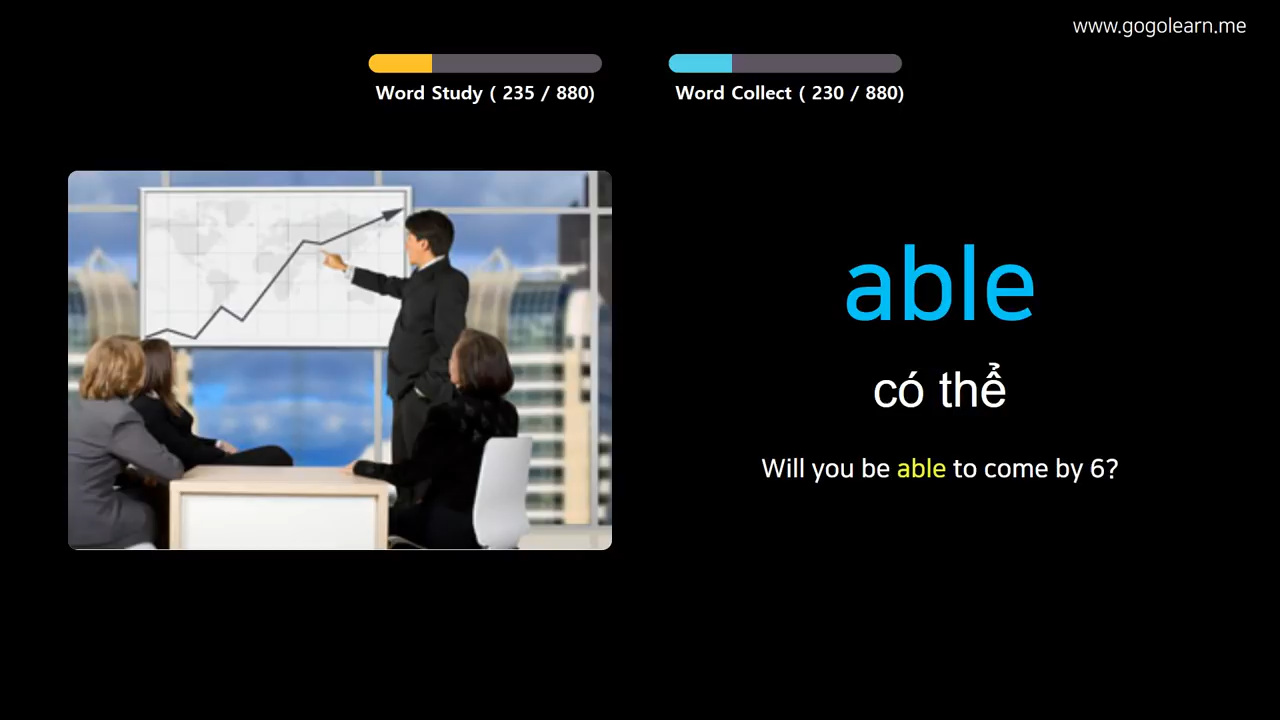 www.gogolearn.me
Word Study ( 235 / 880)
Word Collect ( 230 / 880)
able
có thể
Will you be able to come by 6?